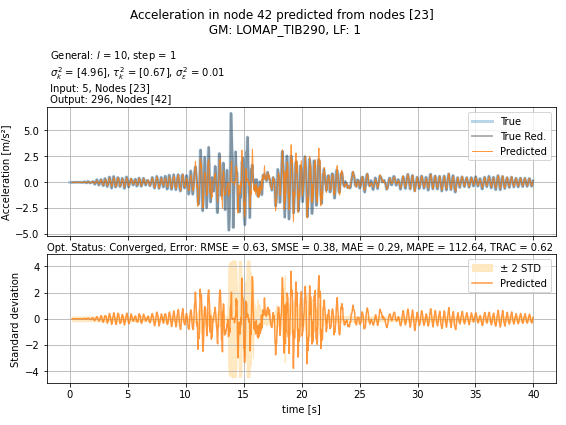 Acceleration in node 42 predicted from nodes [23]
GM: LOMAP_TIB290, LF: 1
General: l = 10, step = 1
σ²ₖ = [4.96], τ²ₖ = [0.67], σ²ε = 0.01
Input: 5, Nodes [23]
Output: 296, Nodes [42]
Acceleration [m/s²]
5.0
2.5
0.0
−2.5
−5.0
True
True Red.
Predicted
Opt. Status: Converged, Error: RMSE = 0.63, SMSE = 0.38, MAE = 0.29, MAPE = 112.64, TRAC = 0.62
Standard deviation
4
2
0
−2
−4
± 2 STD
Predicted
0 5 10 15 20 25 30 35 40
time [s]